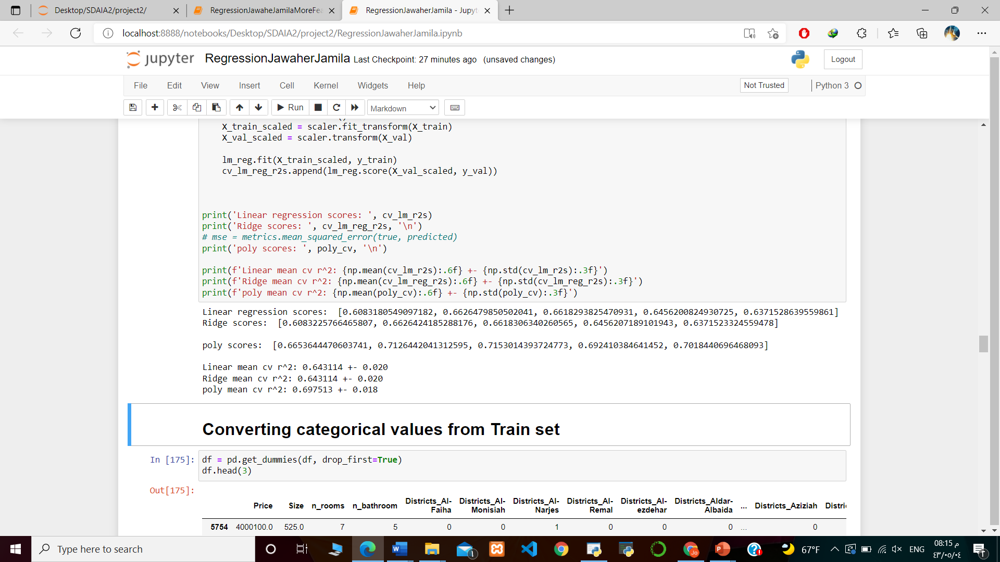 Desktop/SDAIA2/project2/
RegressionJawaheJamilaMoreFea
RegressionJawaherJamila - Jupyt
localhost:8888/notebooks/Desktop/SDAIA2/project2/RegressionJawaherJamila.ipynb
jupyter RegressionJawaherJamila Last Checkpoint: 27 minutes ago (unsaved changes)
Logout
File Edit View Insert Cell Kernel Widgets Help
Not Trusted
Python 3
Run
Markdown
X_train_scaled = scaler.fit_transform(X_train)
X_val_scaled = scaler.transform(X_val)
lm_reg.fit(X_train_scaled, y_train)
cv_lm_reg_r2s.append(lm_reg.score(X_val_scaled, y_val))
print('Linear regression scores: ', cv_lm_r2s)
print('Ridge scores: ', cv_lm_reg_r2s, '\n')
# mse = metrics.mean_squared_error(true, predicted)
print('poly scores: ', poly_cv, '\n')
print(f'Linear mean cv r^2: {np.mean(cv_lm_r2s):.6f} +- {np.std(cv_lm_r2s):.3f}')
print(f'Ridge mean cv r^2: {np.mean(cv_lm_reg_r2s):.6f} +- {np.std(cv_lm_reg_r2s):.3f}')
print(f'poly mean cv r^2: {np.mean(poly_cv):.6f} +- {np.std(poly_cv):.3f}')
Linear regression scores:  [0.6083180549097182, 0.6626479850502041, 0.6618293825470931, 0.6456200824930725, 0.6371528639559861]
Ridge scores:  [0.6083225766465807, 0.6626424185288176, 0.6618306340260565, 0.6456207189101943, 0.6371523324559478]
poly scores:  [0.6653644470603741, 0.7126442041312595, 0.7153014393724773, 0.692410384641452, 0.7018440696468093]
Linear mean cv r^2: 0.643114 +- 0.020
Ridge mean cv r^2: 0.643114 +- 0.020
poly mean cv r^2: 0.697513 +- 0.018
Converting categorical values from Train set
In [175]: df = pd.get_dummies(df, drop_first=True)
df.head(3)
Out[175]:
Price Size n_rooms n_bathroom Districts_Al-Faiha Districts_Al-Monisiah Districts_Al-Narjes Districts_Al-Remal Districts_Al-ezdehar Districts_Aldar-Albaida ... Districts_Aziziah Distri
5754 4000100.0 525.0 7 5 0 0 1 0 0 0 ... 0
Type here to search
67°F
ENG
08:15 م
٤٣/٠٥/٠٤